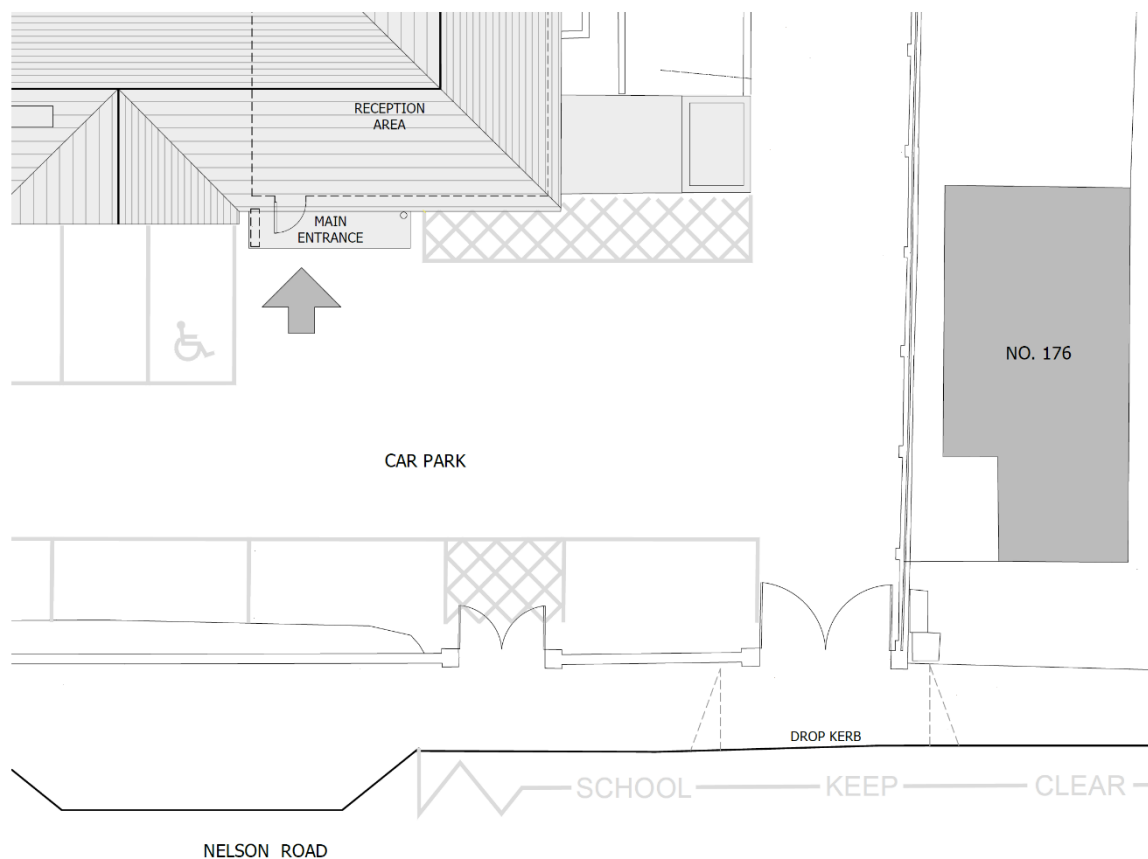 RECEPTION
AREA
MAIN
ENTRANCE
NO. 176
CAR PARK
DROP KERB
SCHOOL KEEP CLEAR
NELSON ROAD